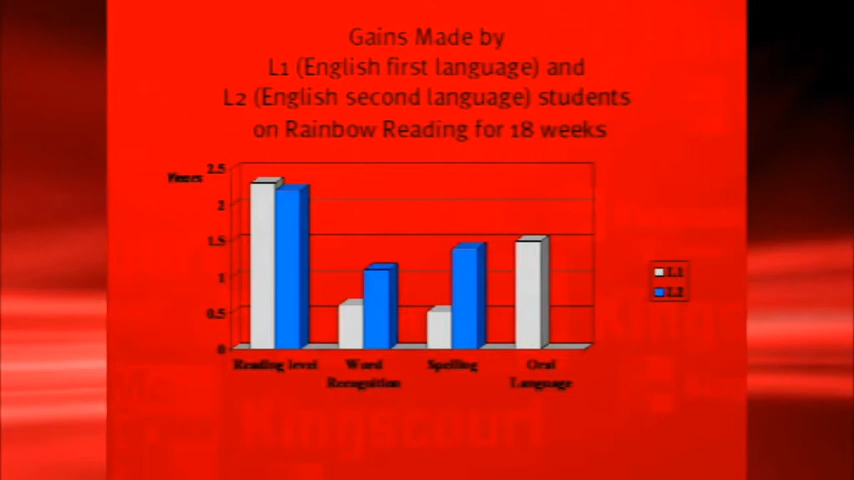 Gains Made by
L1 (English first language) and
L2 (English second language) students
on Rainbow Reading for 18 weeks
Years
2.5
2
1.5
1
0.5
0
L1
L2
Reading level
Word
Recognition
Spelling
Oral
Language
Kingscourt